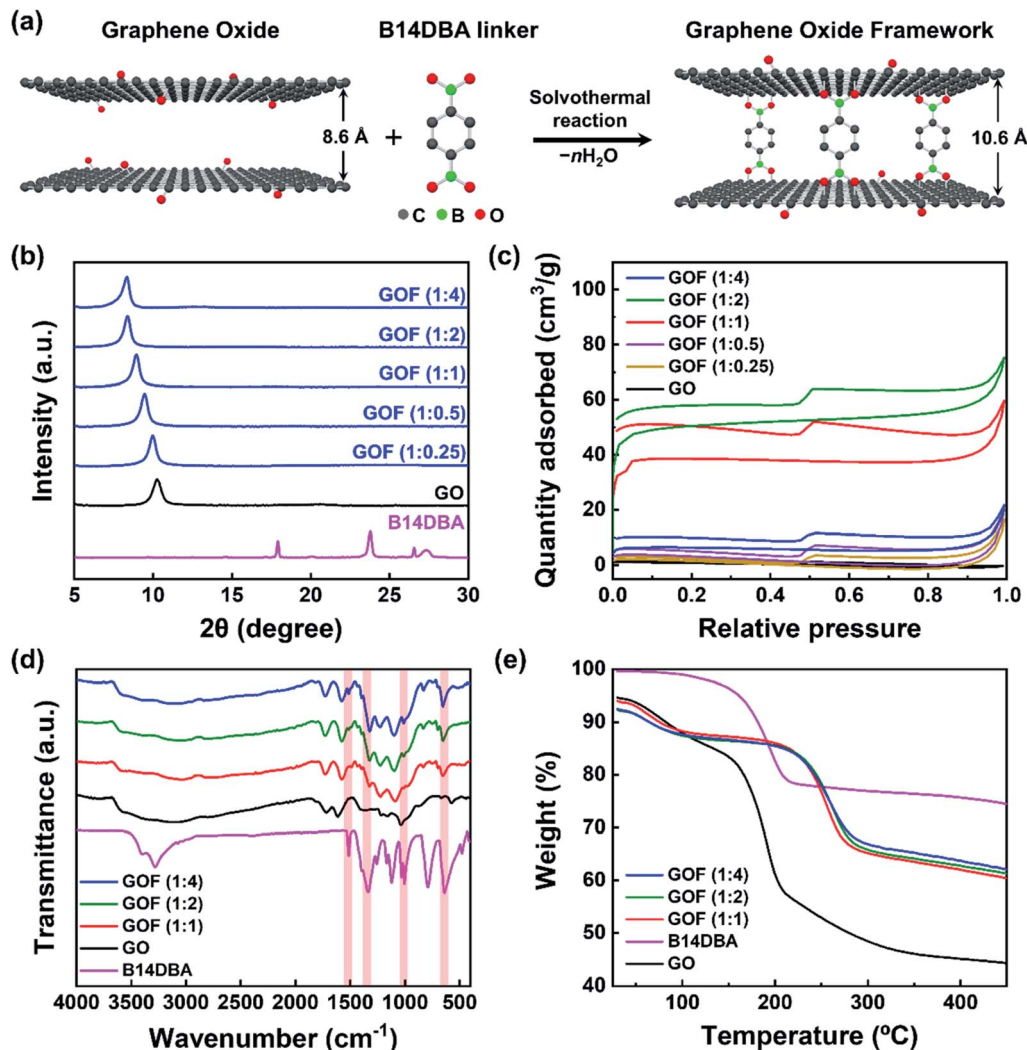 (a)
Graphene Oxide
B14DBA linker
Graphene Oxide Framework
8.6 Å
+
Solvothermal
reaction
−nH₂O
10.6 Å
C B O
(b)
Intensity (a.u.)
GOF (1:4)
GOF (1:2)
GOF (1:1)
GOF (1:0.5)
GOF (1:0.25)
GO
B14DBA
5 10 15 20 25 30
2θ (degree)
(c)
Quantity adsorbed (cm³/g)
100
80
60
40
20
0
GOF (1:4)
GOF (1:2)
GOF (1:1)
GOF (1:0.5)
GOF (1:0.25)
GO
0.0 0.2 0.4 0.6 0.8 1.0
Relative pressure
(d)
Transmittance (a.u.)
GOF (1:4)
GOF (1:2)
GOF (1:1)
GO
B14DBA
4000 3500 3000 2500 2000 1500 1000 500
Wavenumber (cm⁻¹)
(e)
Weight (%)
100
90
80
70
60
50
40
GOF (1:4)
GOF (1:2)
GOF (1:1)
B14DBA
GO
100 200 300 400
Temperature (ºC)